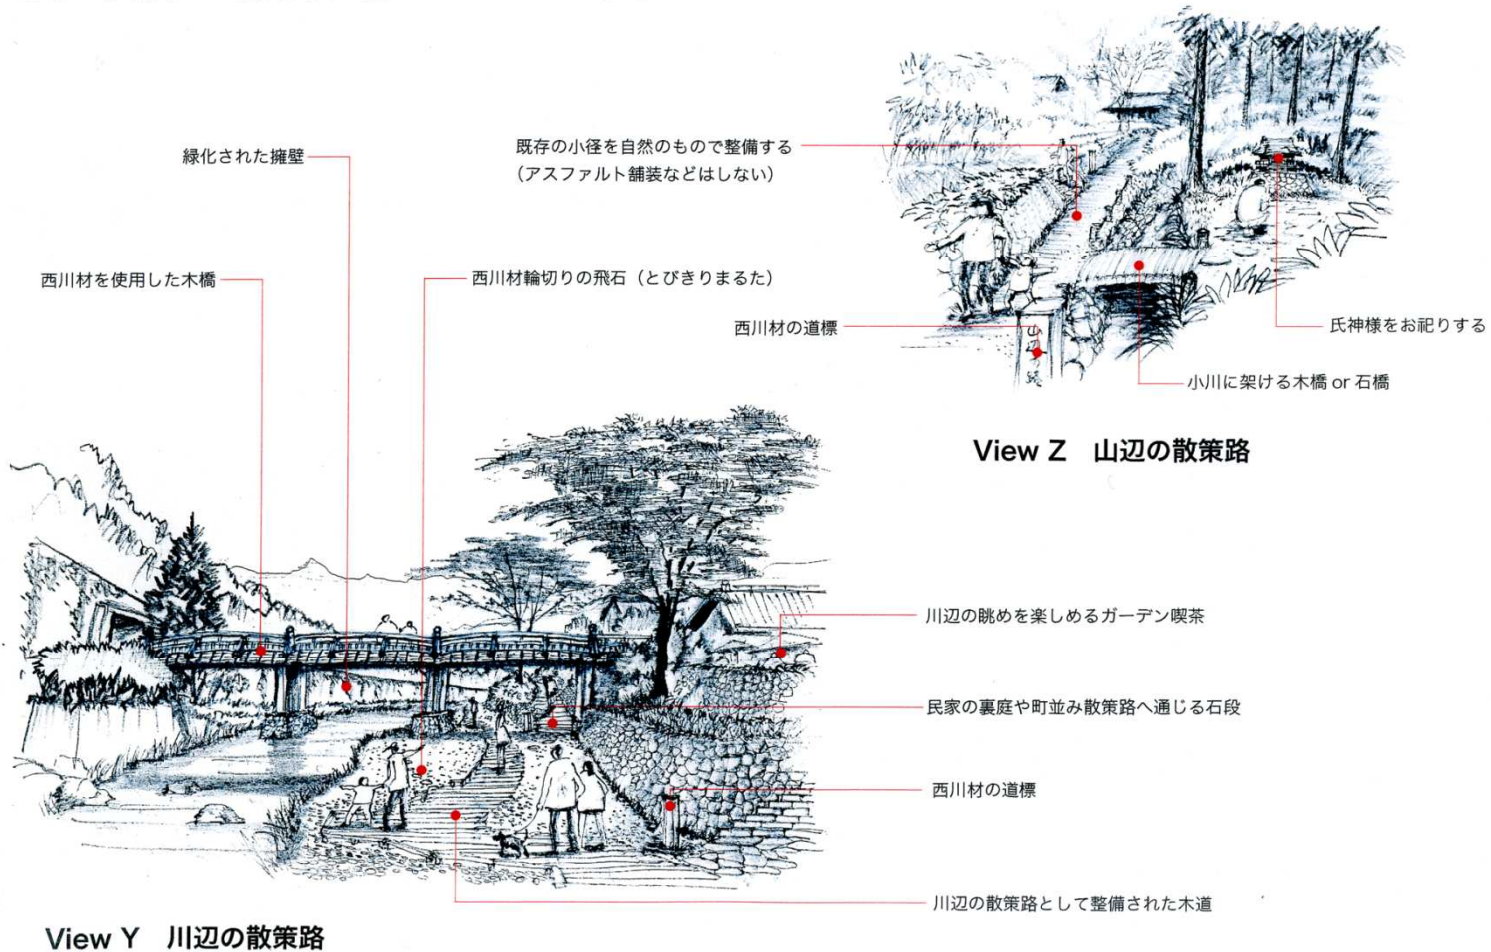 緑化された擁壁
既存の小径を自然のもので整備する
(アスファルト舗装などはしない)
西川材を使用した木橋
西川材輪切りの飛石(とびきりまるた)
西川材の道標
氏神様をお祀りする
小川に架ける木橋 or 石橋
View Z 山辺の散策路
川辺の眺めを楽しめるガーデン喫茶
民家の裏庭や町並み散策路へ通じる石段
西川材の道標
川辺の散策路として整備された木道
View Y 川辺の散策路